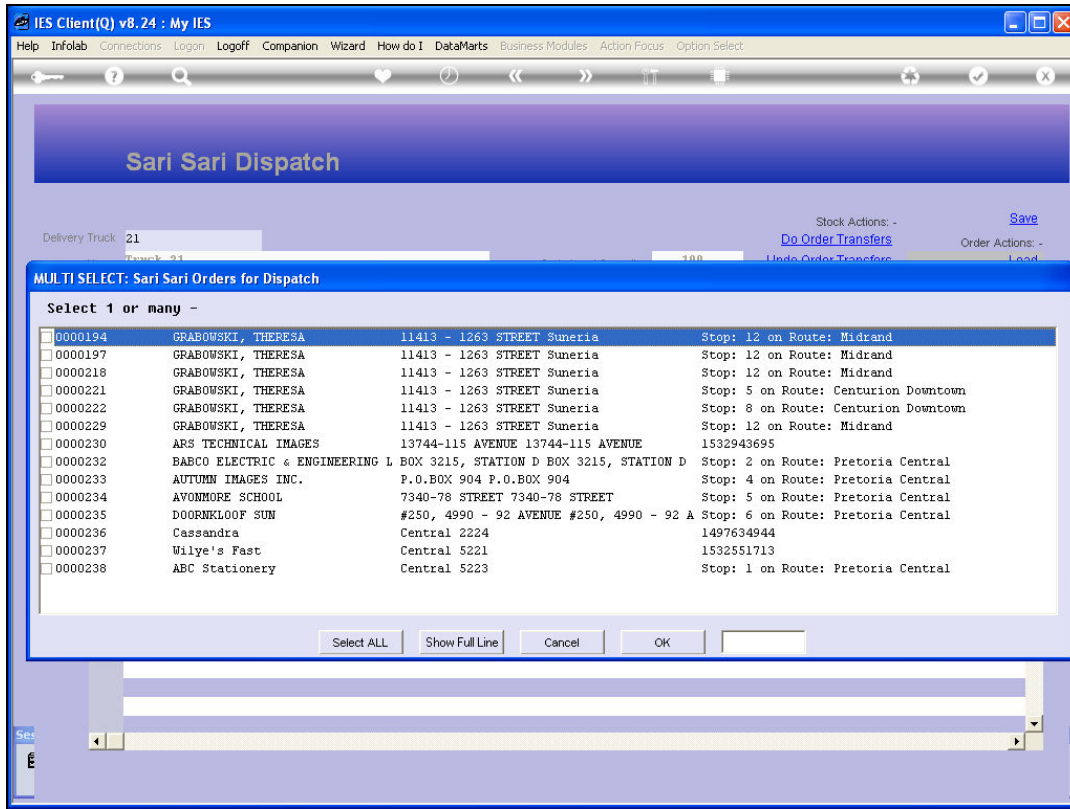 IES Client(Q) v8.24 : My IES
Help Infolab Connections Logon Logoff Companion Wizard How do I DataMarts Business Modules Action Focus Option Select
Sari Sari Dispatch
Stock Actions: - Save
Delivery Truck 21 Do Order Transfers Order Actions: -
Truck 21 100 Undo Order Transfers Load
MULTI SELECT: Sari Sari Orders for Dispatch
Select 1 or many -
0000194 GRABOWSKI, THERESA 11413 - 1263 STREET Suneria Stop: 12 on Route: Midrand
0000197 GRABOWSKI, THERESA 11413 - 1263 STREET Suneria Stop: 12 on Route: Midrand
0000218 GRABOWSKI, THERESA 11413 - 1263 STREET Suneria Stop: 12 on Route: Midrand
0000221 GRABOWSKI, THERESA 11413 - 1263 STREET Suneria Stop: 5 on Route: Centurion Downtown
0000222 GRABOWSKI, THERESA 11413 - 1263 STREET Suneria Stop: 8 on Route: Centurion Downtown
0000229 GRABOWSKI, THERESA 11413 - 1263 STREET Suneria Stop: 12 on Route: Midrand
0000230 ARS TECHNICAL IMAGES 13744-115 AVENUE 13744-115 AVENUE 1532943695
0000232 BABCO ELECTRIC & ENGINEERING L BOX 3215, STATION D BOX 3215, STATION D Stop: 2 on Route: Pretoria Central
0000233 AUTUMN IMAGES INC. P.O.BOX 904 P.O.BOX 904 Stop: 4 on Route: Pretoria Central
0000234 AVONMORE SCHOOL 7340-78 STREET 7340-78 STREET Stop: 5 on Route: Pretoria Central
0000235 DOORNKLOOF SUN #250, 4990 - 92 AVENUE #250, 4990 - 92 A Stop: 6 on Route: Pretoria Central
0000236 Cassandra Central 2224 1497634944
0000237 Wilye's Fast Central 5221 1532551713
0000238 ABC Stationery Central 5223 Stop: 1 on Route: Pretoria Central
Select ALL Show Full Line Cancel OK
Ses